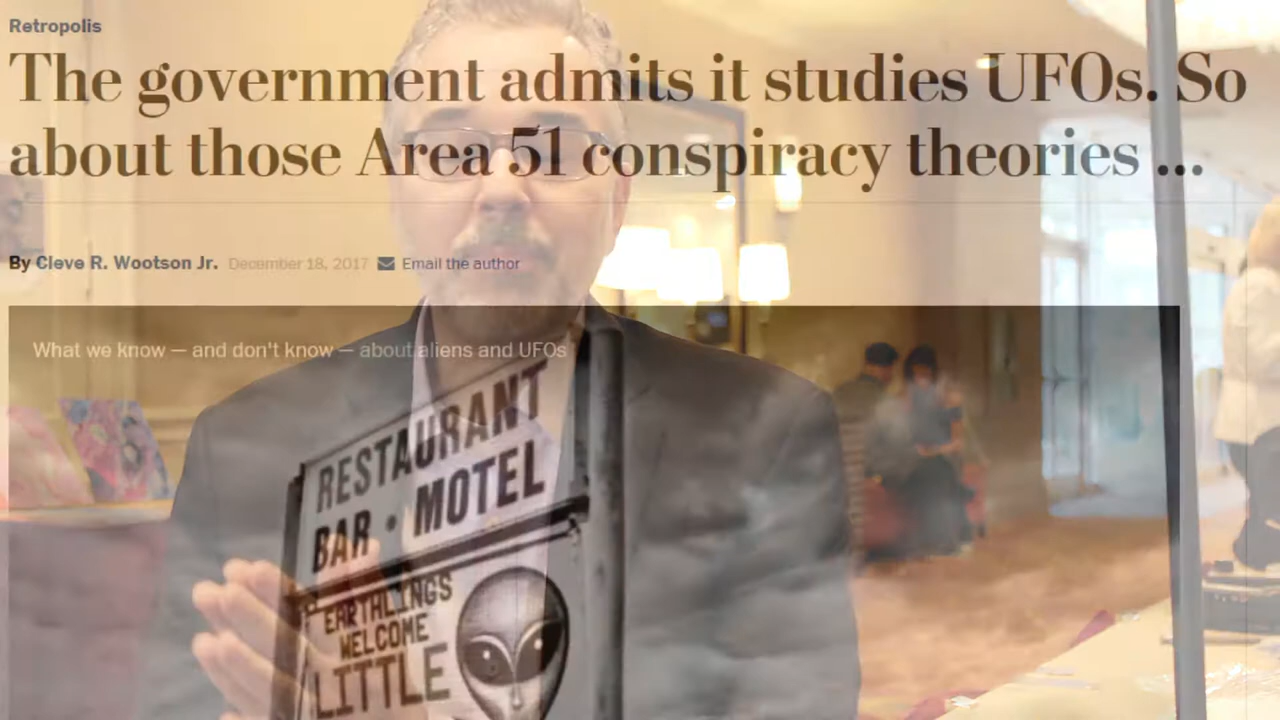 Retropolis
The government admits it studies UFOs. So
about those Area 51 conspiracy theories ...
By Cleve R. Wootson Jr. December 18, 2017 Email the author
What we know — and don't know — about aliens and UFOs
RESTAURANT
BAR • MOTEL
EARTHLINGS
WELCOME
LITTLE